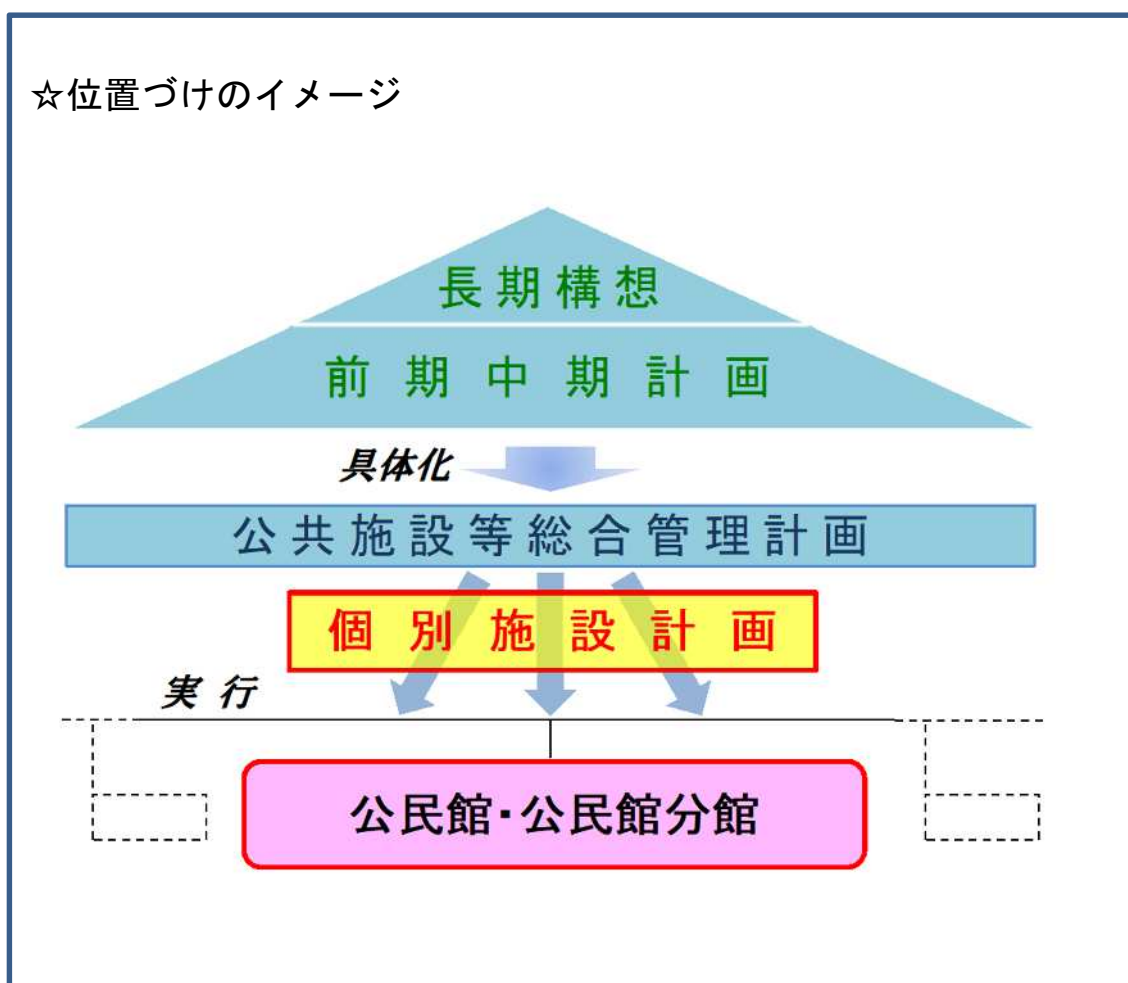 ☆位置づけのイメージ
長期構想
前期中期計画
具体化
公共施設等総合管理計画
個別施設計画
実行
公民館・公民館分館